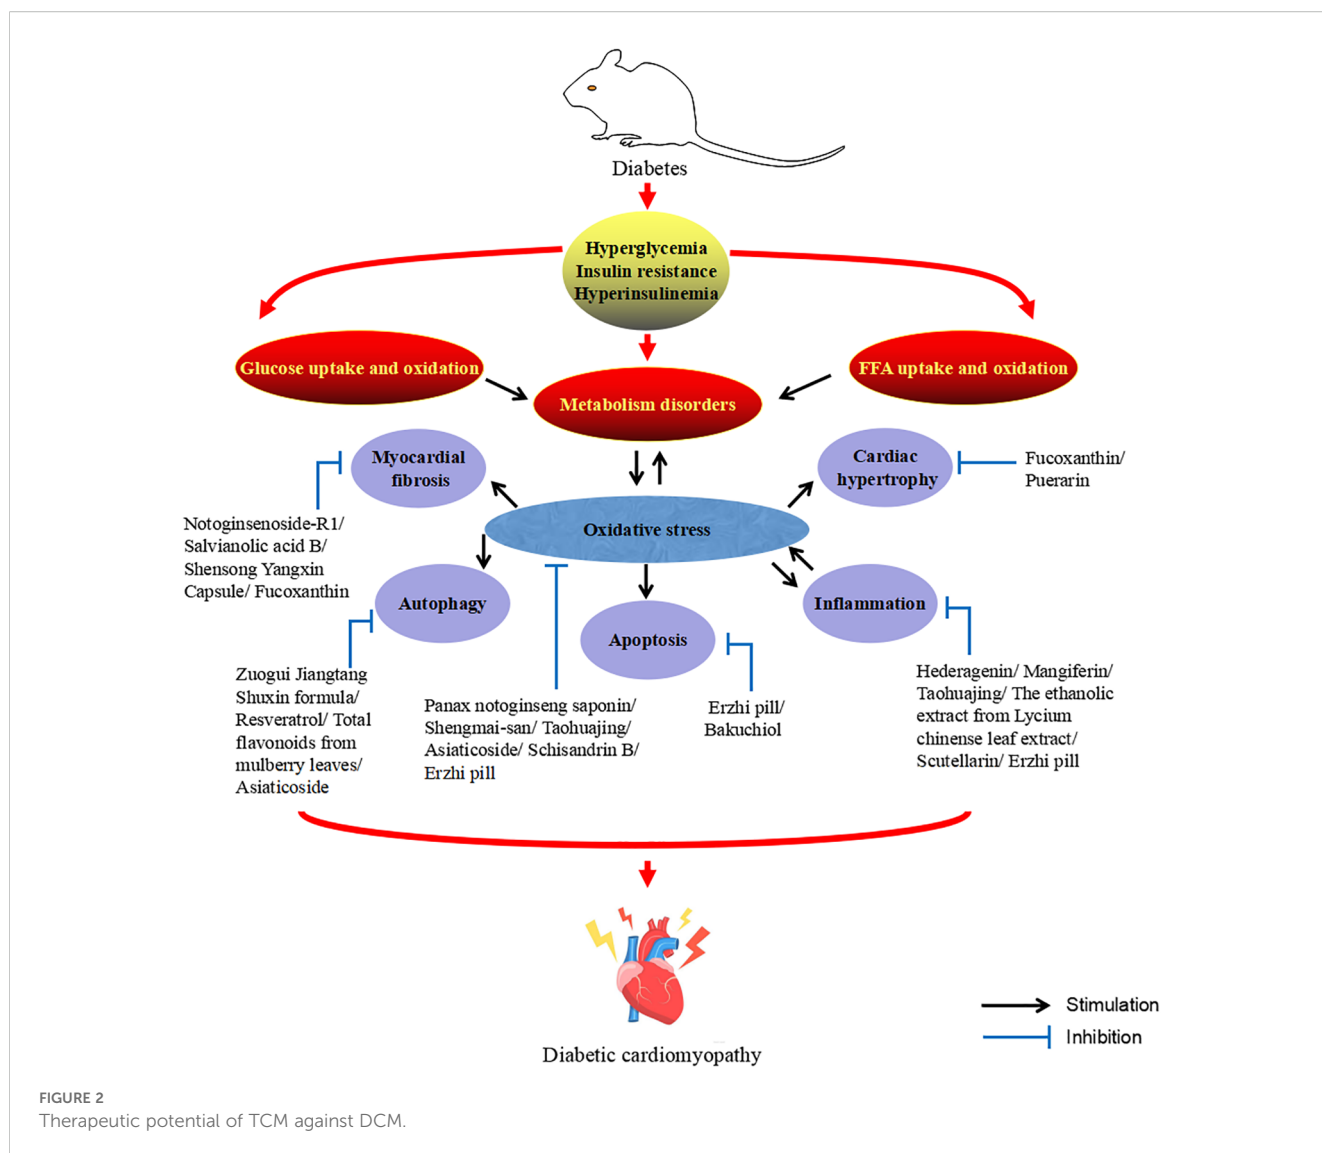 Diabetes
Hyperglycemia
Insulin resistance
Hyperinsulinemia
Glucose uptake and oxidation
FFA uptake and oxidation
Metabolism disorders
Myocardial
fibrosis
Cardiac
hypertrophy
Fucoxanthin/
Puerarin
Notoginsenoside-R1/
Salvianolic acid B/
Shensong Yangxin
Capsule/ Fucoxanthin
Oxidative stress
Autophagy
Apoptosis
Inflammation
Zuogui Jiangtang
Shuxin formula/
Resveratrol/ Total
flavonoids from
mulberry leaves/
Asiaticoside
Panax notoginseng saponin/
Shengmai-san/ Taohuajing/
Asiaticoside/ Schisandrin B/
Erzhi pill
Erzhi pill/
Bakuchiol
Hederagenin/ Mangiferin/
Taohuajing/ The ethanolic
extract from Lycium
chinense leaf extract/
Scutellarin/ Erzhi pill
Stimulation
Inhibition
Diabetic cardiomyopathy
FIGURE 2
Therapeutic potential of TCM against DCM.